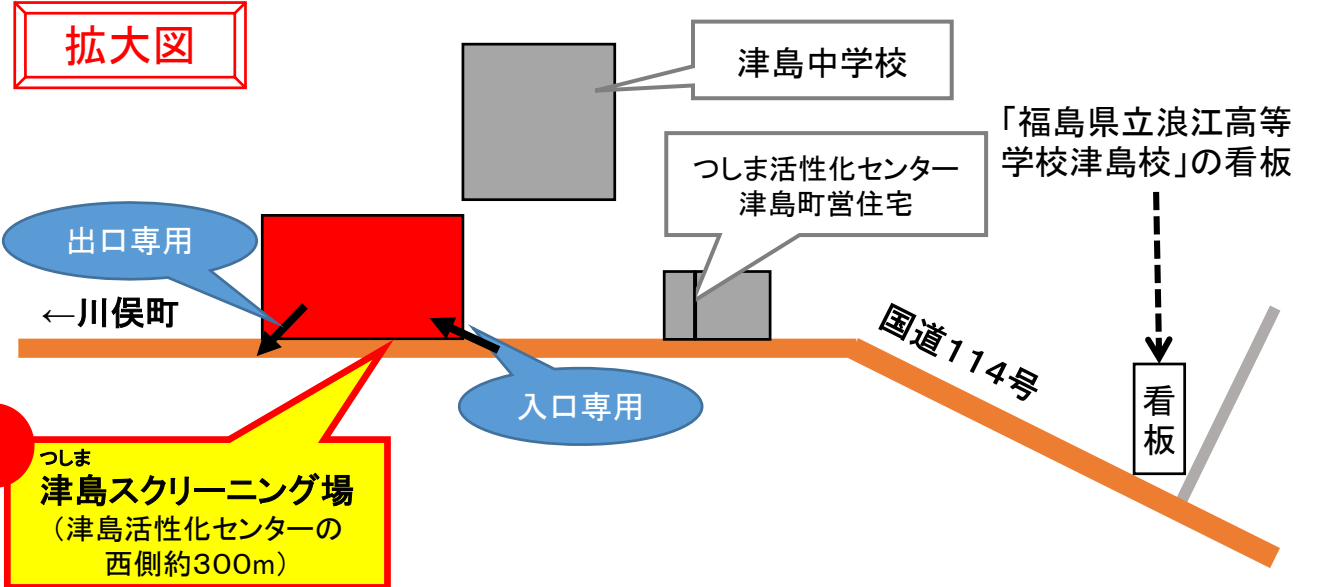 拡大図
津島中学校
「福島県立浪江高等
学校津島校」の看板
つしま活性化センター
津島町営住宅
出口専用
←川俣町
国道114号
入口専用
看
板
つしま
津島スクリーニング場
（津島活性化センターの
西側約300m）